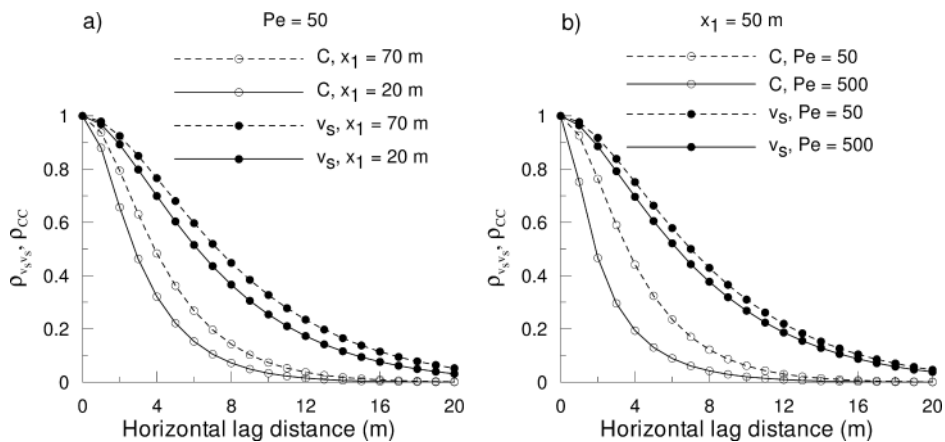 a)
Pe = 50
C, x1 = 70 m
C, x1 = 20 m
vs, x1 = 70 m
vs, x1 = 20 m
1
0.8
0.6
0.4
0.2
0
ρvsvs, ρCC
0 4 8 12 16 20
Horizontal lag distance (m)
b)
x1 = 50 m
C, Pe = 50
C, Pe = 500
vs, Pe = 50
vs, Pe = 500
1
0.8
0.6
0.4
0.2
0
ρvsvs, ρCC
0 4 8 12 16 20
Horizontal lag distance (m)